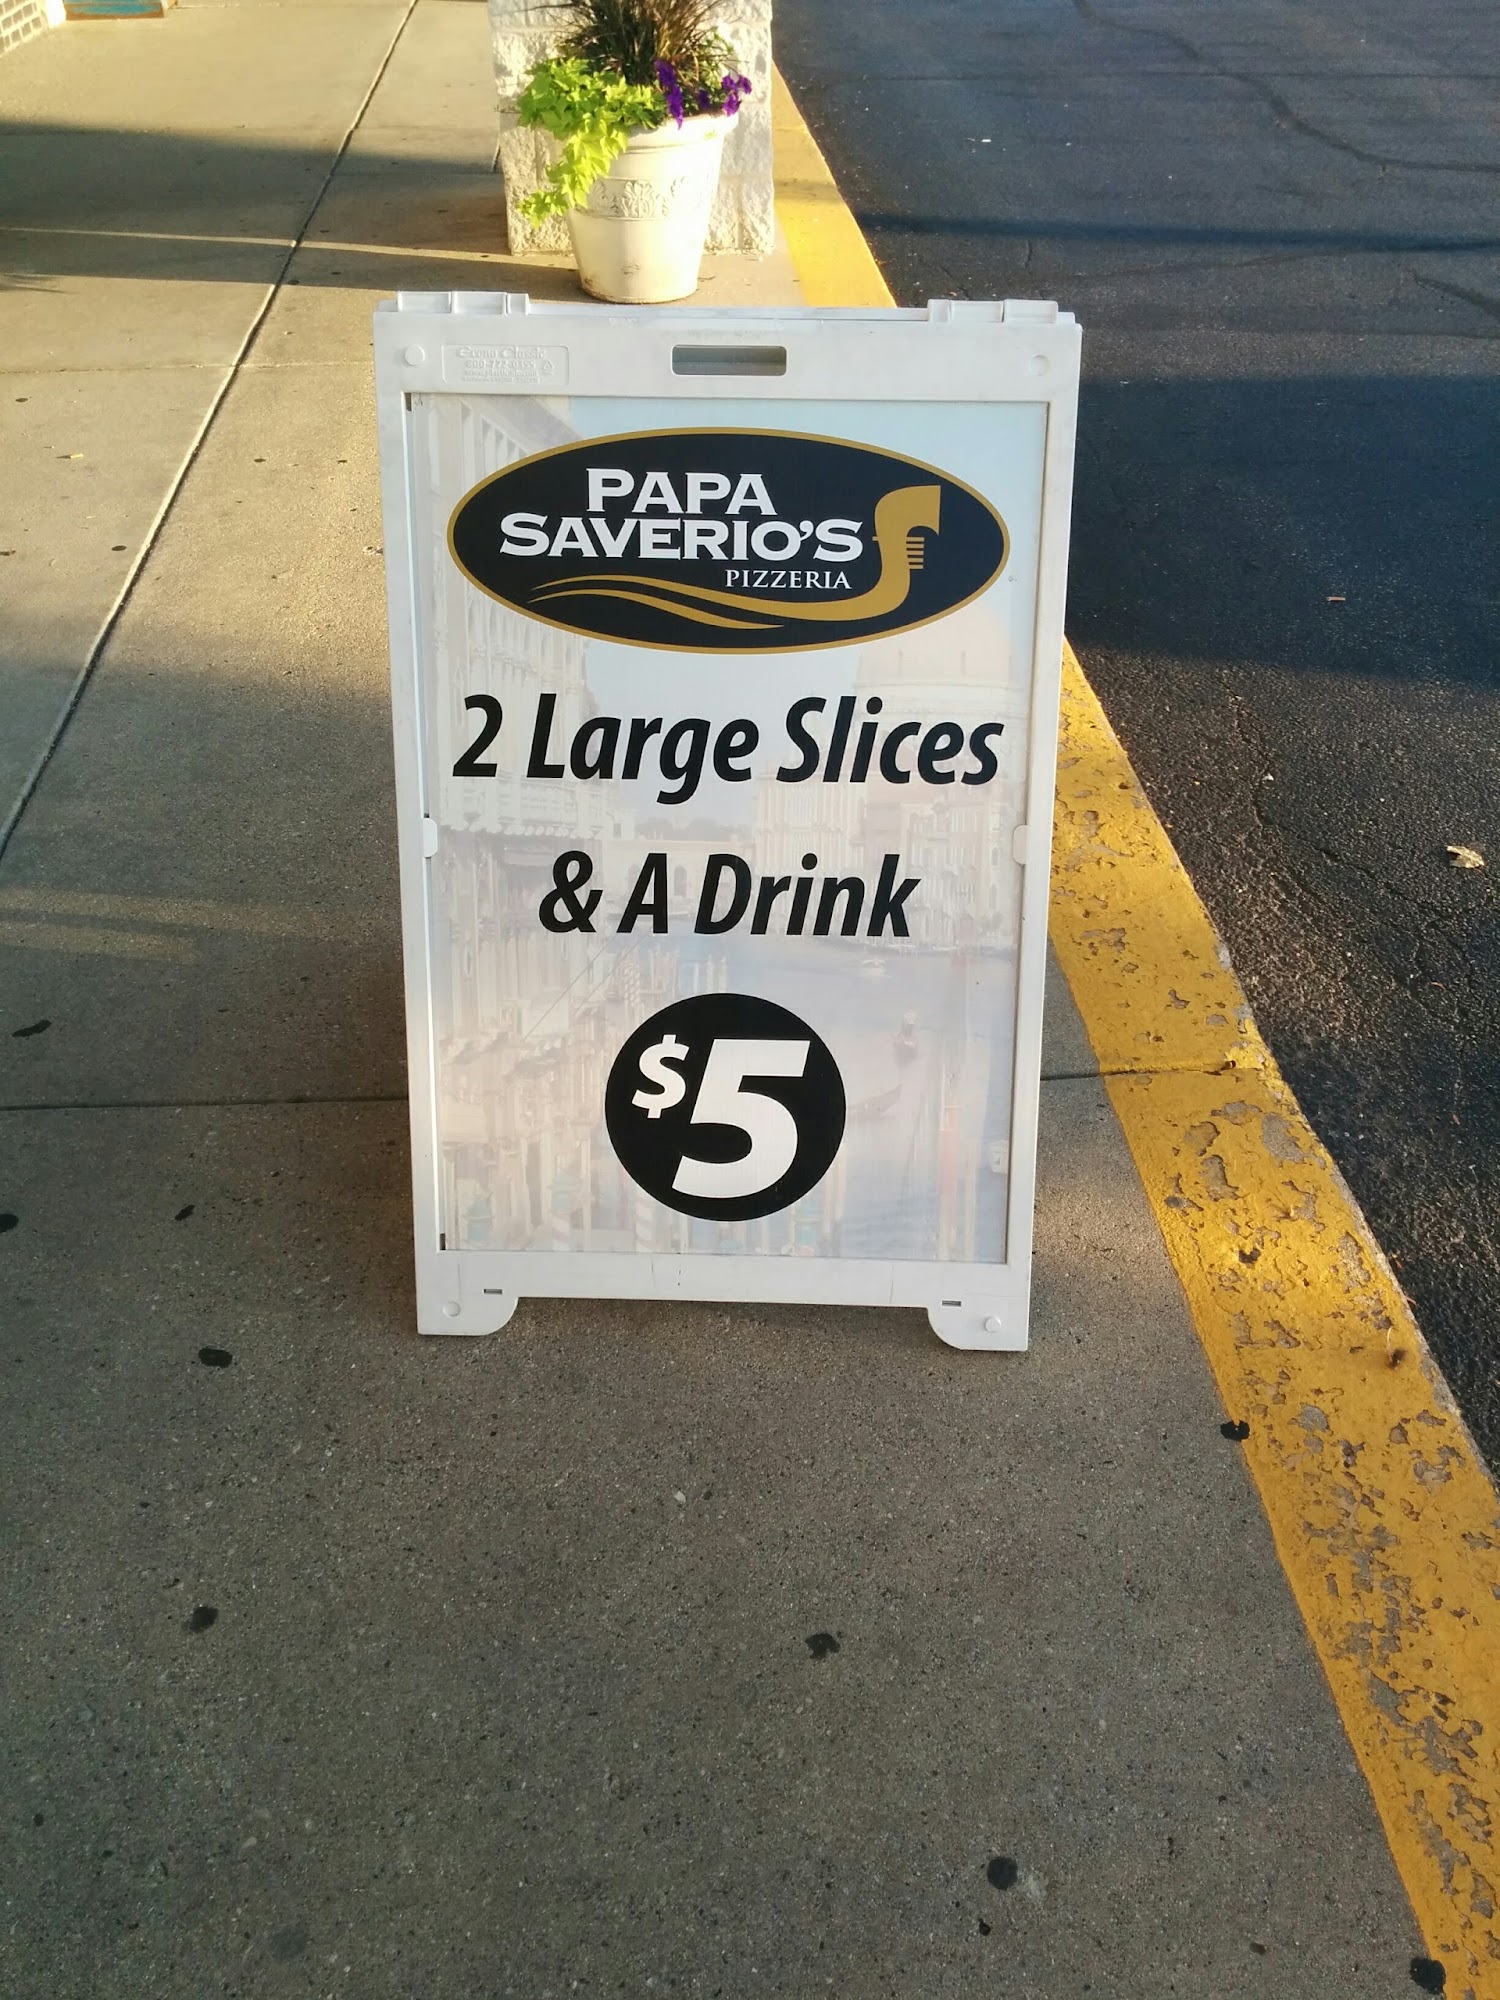 PAPA
SAVERIO'S
PIZZERIA
2 Large Slices
& A Drink
$5